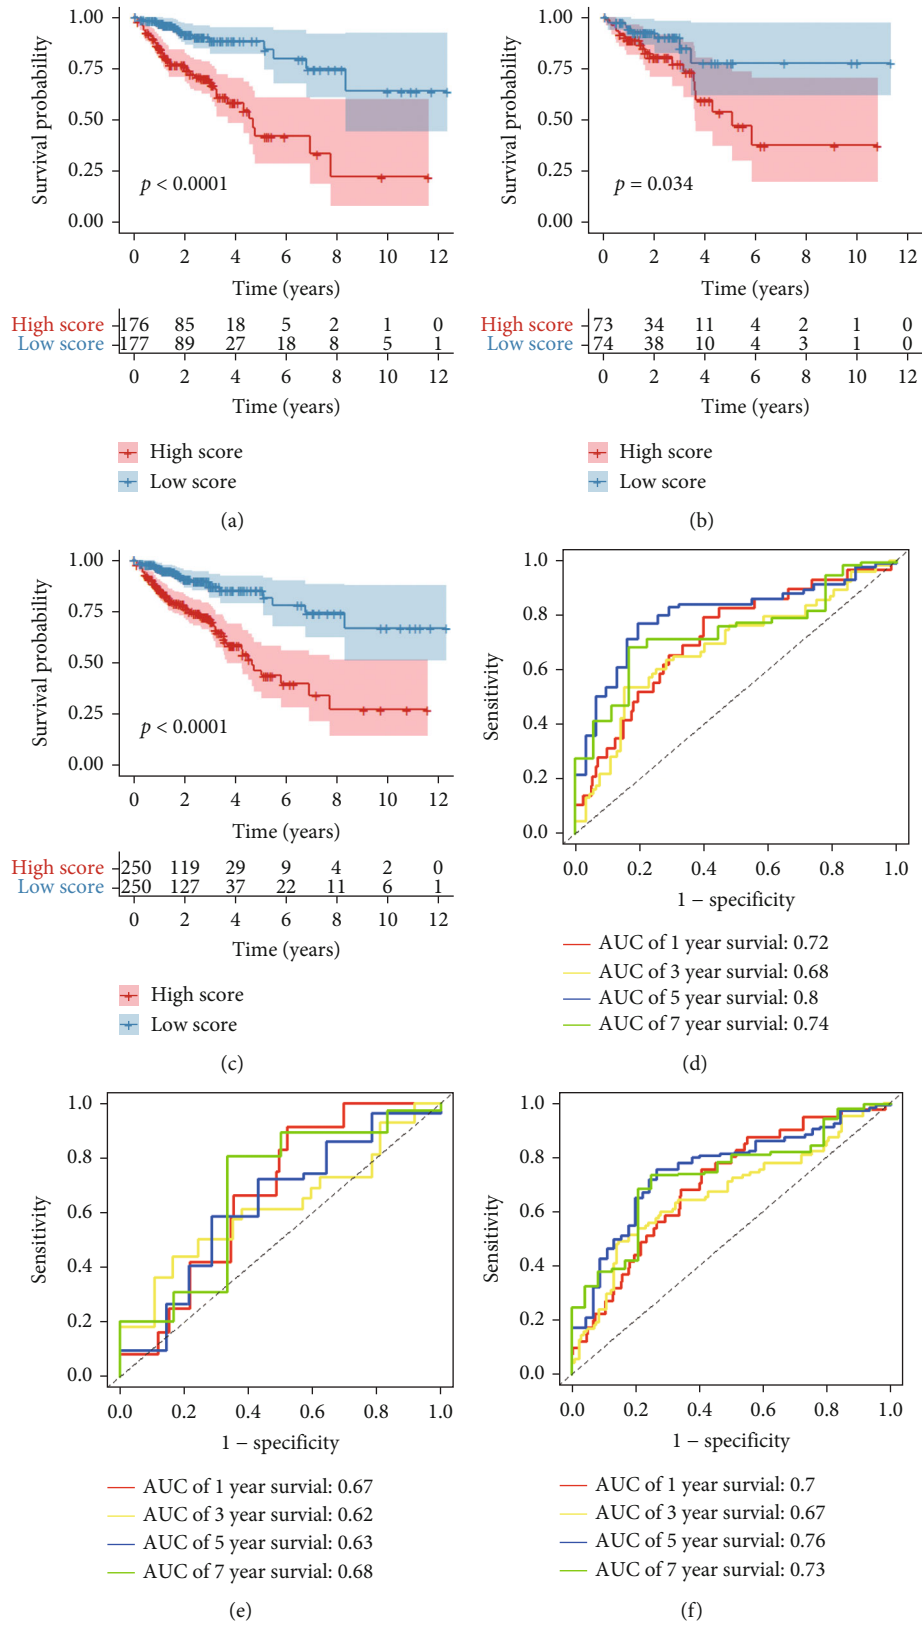 1.00
0.75
0.50
0.25
0.00
Survival probability
p < 0.0001
0 2 4 6 8 10 12
Time (years)
High score 176 85 18 5 2 1 0
Low score 177 89 27 18 8 5 1
0 2 4 6 8 10 12
Time (years)
High score
Low score
(a)
1.00
0.75
0.50
0.25
0.00
Survival probability
p = 0.034
0 2 4 6 8 10 12
Time (years)
High score 73 34 11 4 2 1 0
Low score 74 38 10 4 3 1 0
0 2 4 6 8 10 12
Time (years)
High score
Low score
(b)
1.00
0.75
0.50
0.25
0.00
Survival probability
p < 0.0001
0 2 4 6 8 10 12
Time (years)
High score 250 119 29 9 4 2 0
Low score 250 127 37 22 11 6 1
0 2 4 6 8 10 12
Time (years)
High score
Low score
(c)
1.0
0.8
0.6
0.4
0.2
0.0
Sensitivity
0.0 0.2 0.4 0.6 0.8 1.0
1 − specificity
AUC of 1 year survial: 0.72
AUC of 3 year survial: 0.68
AUC of 5 year survial: 0.8
AUC of 7 year survial: 0.74
(d)
1.0
0.8
0.6
0.4
0.2
0.0
Sensitivity
0.0 0.2 0.4 0.6 0.8 1.0
1 − specificity
AUC of 1 year survial: 0.67
AUC of 3 year survial: 0.62
AUC of 5 year survial: 0.63
AUC of 7 year survial: 0.68
(e)
1.0
0.8
0.6
0.4
0.2
0.0
Sensitivity
0.0 0.2 0.4 0.6 0.8 1.0
1 − specificity
AUC of 1 year survial: 0.7
AUC of 3 year survial: 0.67
AUC of 5 year survial: 0.76
AUC of 7 year survial: 0.73
(f)